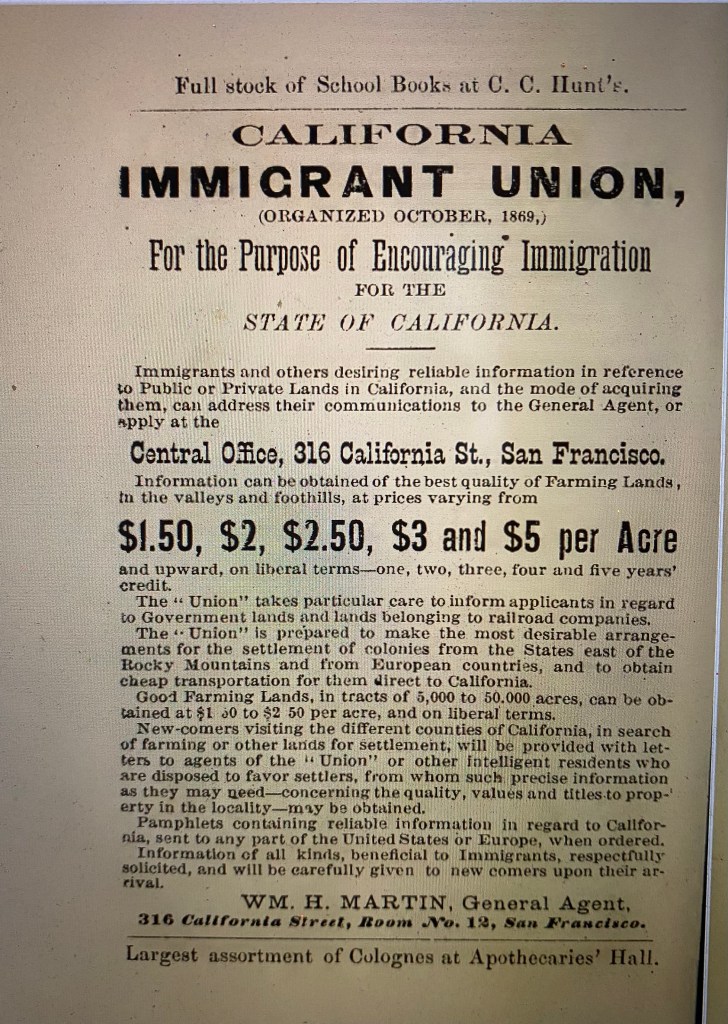 Full stock of School Books at C. C. Hunt's.
CALIFORNIA
IMMIGRANT UNION,
(ORGANIZED OCTOBER, 1869,)
For the Purpose of Encouraging Immigration
FOR THE
STATE OF CALIFORNIA.
Immigrants and others desiring reliable information in reference
to Public or Private Lands in California, and the mode of acquiring
them, can address their communications to the General Agent, or
apply at the
Central Office, 316 California St., San Francisco.
Information can be obtained of the best quality of Farming Lands,
in the valleys and foothills, at prices varying from
$1.50, $2, $2.50, $3 and $5 per Acre
and upward, on liberal terms—one, two, three, four and five years'
credit.
The "Union" takes particular care to inform applicants in regard
to Government lands and lands belonging to railroad companies.
The "Union" is prepared to make the most desirable arrange-
ments for the settlement of colonies from the States east of the
Rocky Mountains and from European countries, and to obtain
cheap transportation for them direct to California.
Good Farming Lands, in tracts of 5,000 to 50.000 acres, can be ob-
tained at $1 50 to $2 50 per acre, and on liberal terms.
New-comers visiting the different counties of California, in search
of farming or other lands for settlement, will be provided with let-
ters to agents of the "Union" or other intelligent residents who
are disposed to favor settlers, from whom such precise information
as they may need—concerning the quality, values and titles to prop-
erty in the locality—may be obtained.
Pamphlets containing reliable information in regard to Califor-
nia, sent to any part of the United States or Europe, when ordered.
Information of all kinds, beneficial to Immigrants, respectfully
solicited, and will be carefully given to new comers upon their ar-
rival.
WM. H. MARTIN, General Agent,
316 California Street, Room No. 12, San Francisco.
Largest assortment of Colognes at Apothecaries' Hall.